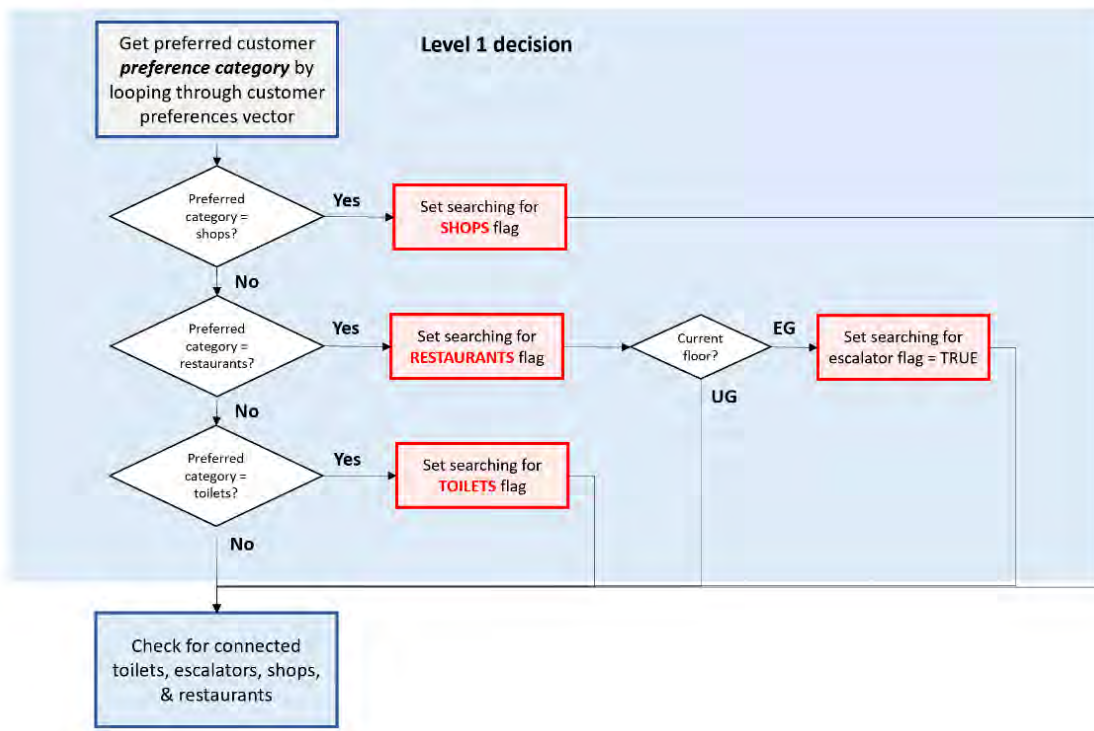 Level 1 decision
Get preferred customer
preference category by
looping through customer
preferences vector
Preferred
category =
shops?
Yes
Set searching for
SHOPS flag
No
Preferred
category =
restaurants?
Yes
Set searching for
RESTAURANTS flag
Current
floor?
EG
Set searching for
escalator flag = TRUE
UG
No
Preferred
category =
toilets?
Yes
Set searching for
TOILETS flag
No
Check for connected
toilets, escalators, shops,
& restaurants